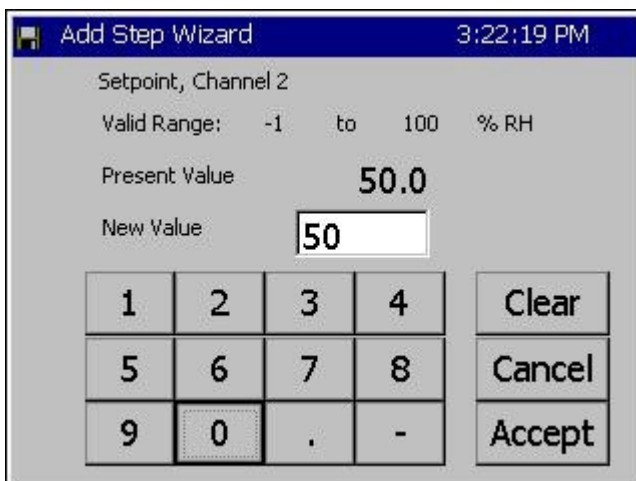 Add Step Wizard 3:22:19 PM
Setpoint, Channel 2
Valid Range: -1 to 100 % RH
Present Value 50.0
New Value 50
1 2 3 4 Clear
5 6 7 8 Cancel
9 0 . - Accept